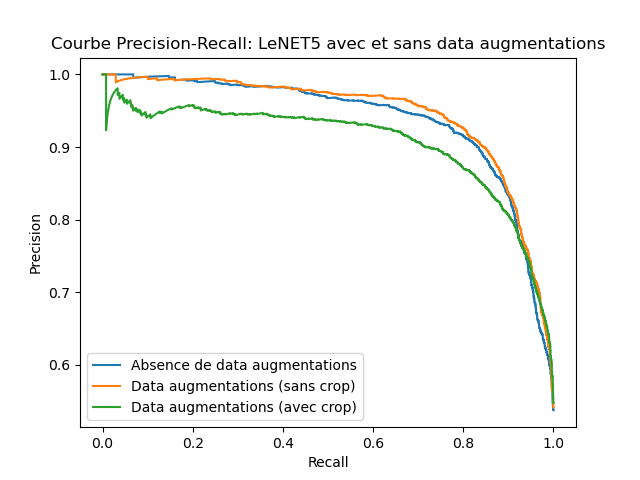 Courbe Precision-Recall: LeNET5 avec et sans data augmentations
1.0
0.9
0.8
0.7
0.6
Precision
Absence de data augmentations
Data augmentations (sans crop)
Data augmentations (avec crop)
0.0 0.2 0.4 0.6 0.8 1.0
Recall